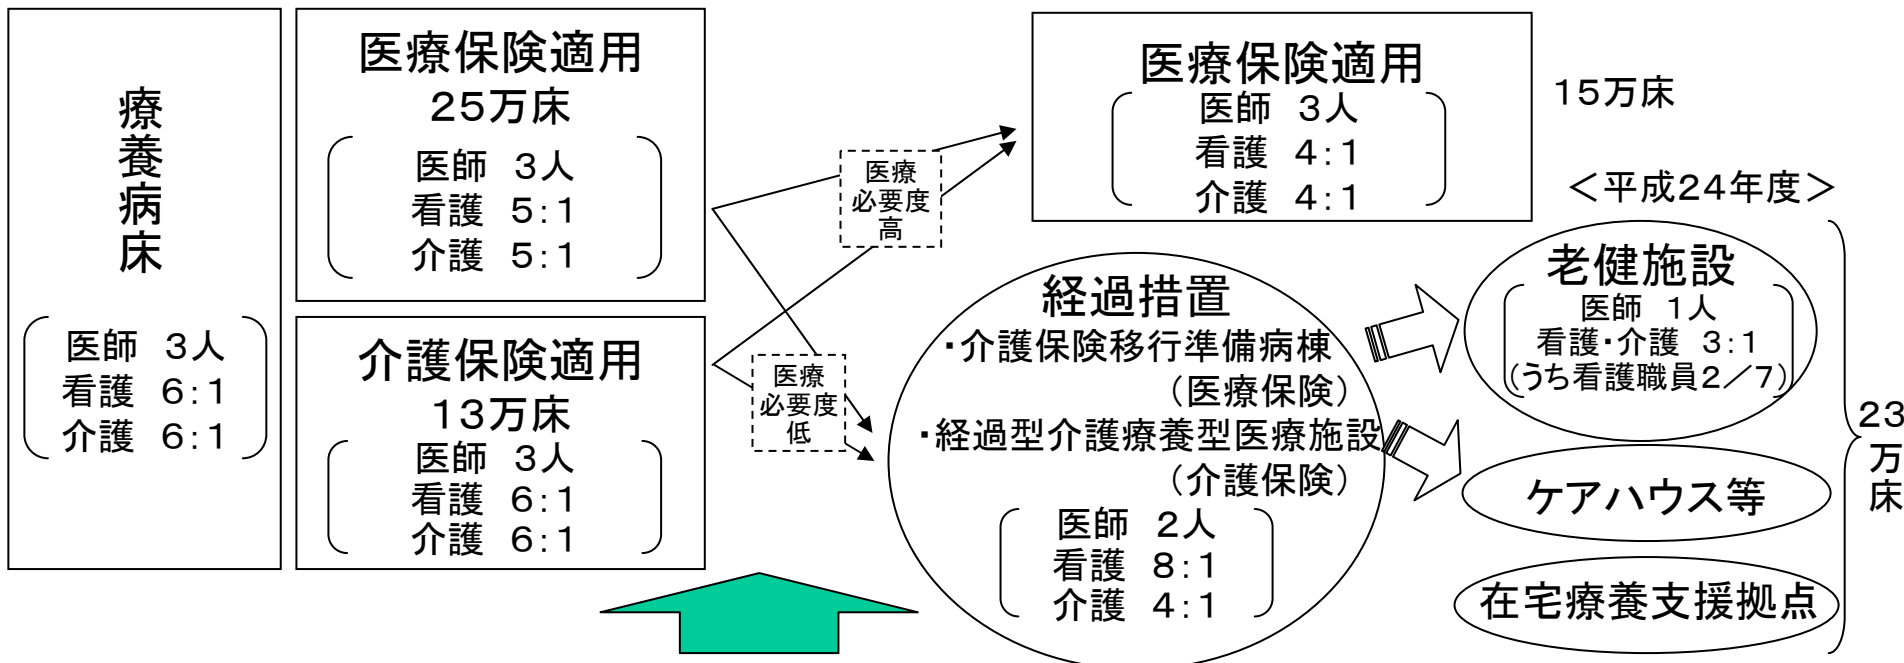 療養病床
医師 3人
看護 6:1
介護 6:1
医療保険適用
25万床
医師 3人
看護 5:1
介護 5:1
介護保険適用
13万床
医師 3人
看護 6:1
介護 6:1
医療
必要度
高
医療
必要度
低
医療保険適用
医師 3人
看護 4:1
介護 4:1
15万床
＜平成24年度＞
経過措置
・介護保険移行準備病棟
(医療保険)
・経過型介護療養型医療施設
(介護保険)
医師 2人
看護 8:1
介護 4:1
老健施設
医師 1人
看護・介護 3:1
(うち看護職員2／7)
ケアハウス等
在宅療養支援拠点
23万床